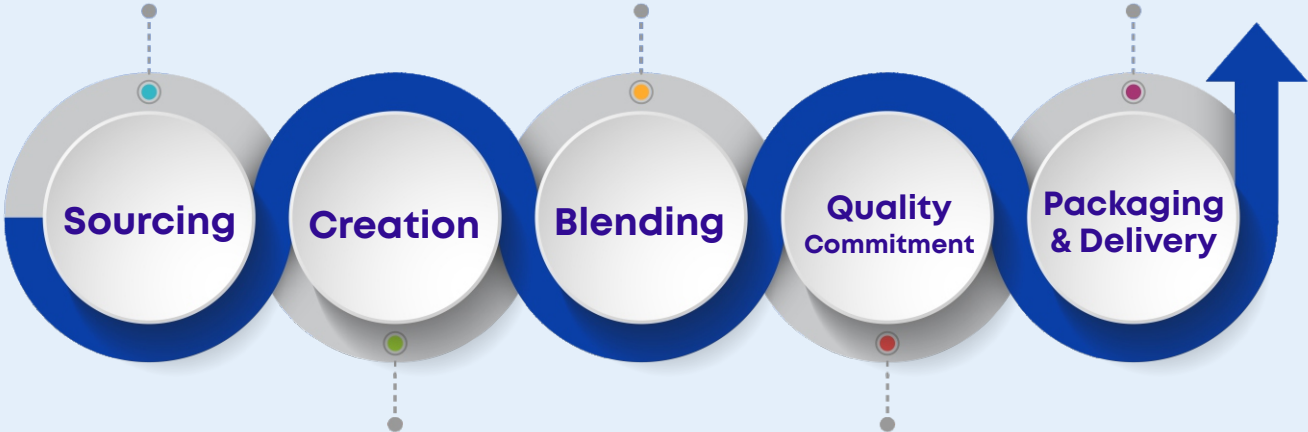 Sourcing
Creation
Blending
Quality
Commitment
Packaging
& Delivery